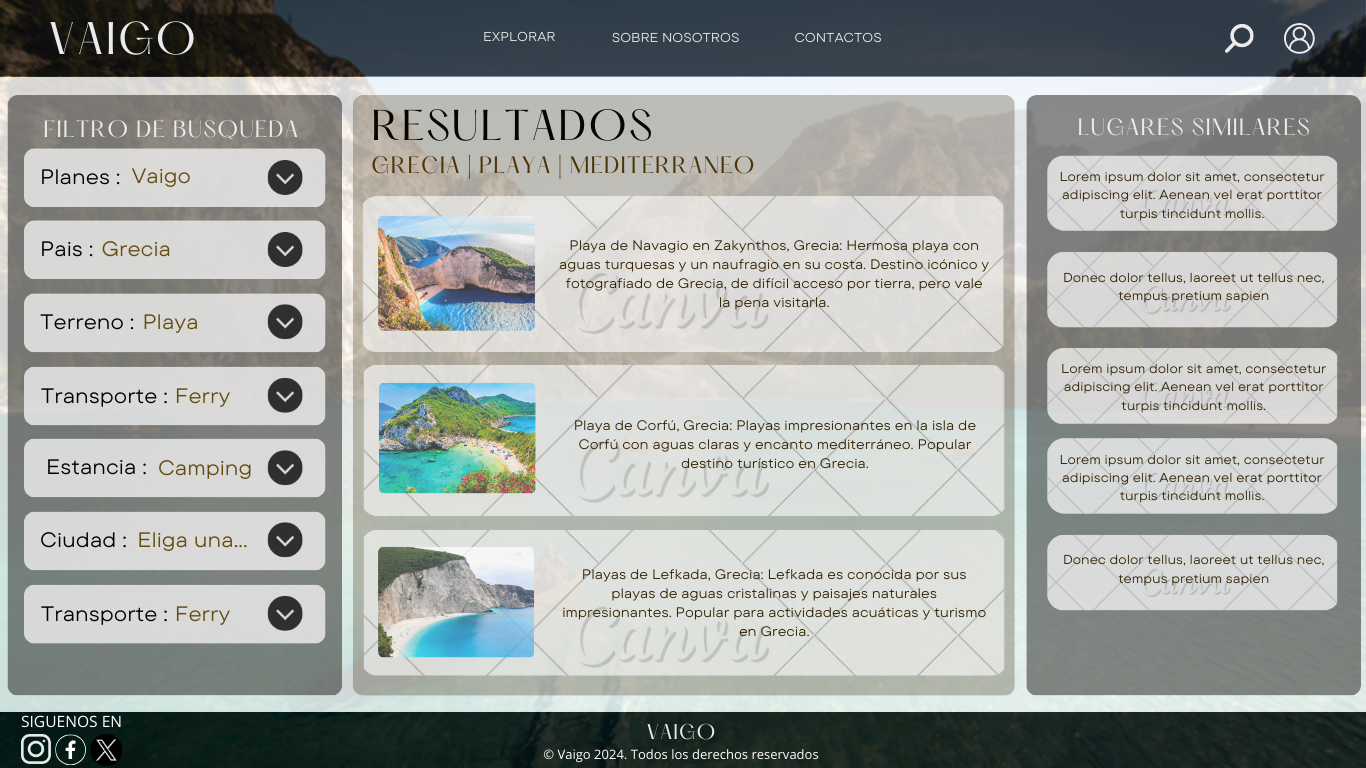 VAIGO
EXPLORAR
SOBRE NOSOTROS
CONTACTOS
FILTRO DE BUSQUEDA
Planes : Vaigo
Pais : Grecia
Terreno : Playa
Transporte : Ferry
Estancia : Camping
Ciudad : Eliga una...
Transporte : Ferry
RESULTADOS
GRECIA | PLAYA | MEDITERRANEO
Playa de Navagio en Zakynthos, Grecia: Hermosa playa con
aguas turquesas y un naufragio en su costa. Destino icónico y
fotografiado de Grecia, de difícil acceso por tierra, pero vale
la pena visitarla.
Canva
Playa de Corfú, Grecia: Playas impresionantes en la isla de
Corfú con aguas claras y encanto mediterráneo. Popular
destino turístico en Grecia.
Canva
Playas de Lefkada, Grecia: Lefkada es conocida por sus
playas de aguas cristalinas y paisajes naturales
impresionantes. Popular para actividades acuáticas y turismo
en Grecia.
Canva
LUGARES SIMILARES
Lorem ipsum dolor sit amet, consectetur
adipiscing elit. Aenean vel erat porttitor
turpis tincidunt mollis.
Canva
Donec dolor tellus, laoreet ut tellus nec,
tempus pretium sapien
Canva
Lorem ipsum dolor sit amet, consectetur
adipiscing elit. Aenean vel erat porttitor
turpis tincidunt mollis.
Canva
Lorem ipsum dolor sit amet, consectetur
adipiscing elit. Aenean vel erat porttitor
turpis tincidunt mollis.
Canva
Donec dolor tellus, laoreet ut tellus nec,
tempus pretium sapien
Canva
SIGUENOS EN
VAIGO
© Vaigo 2024. Todos los derechos reservados